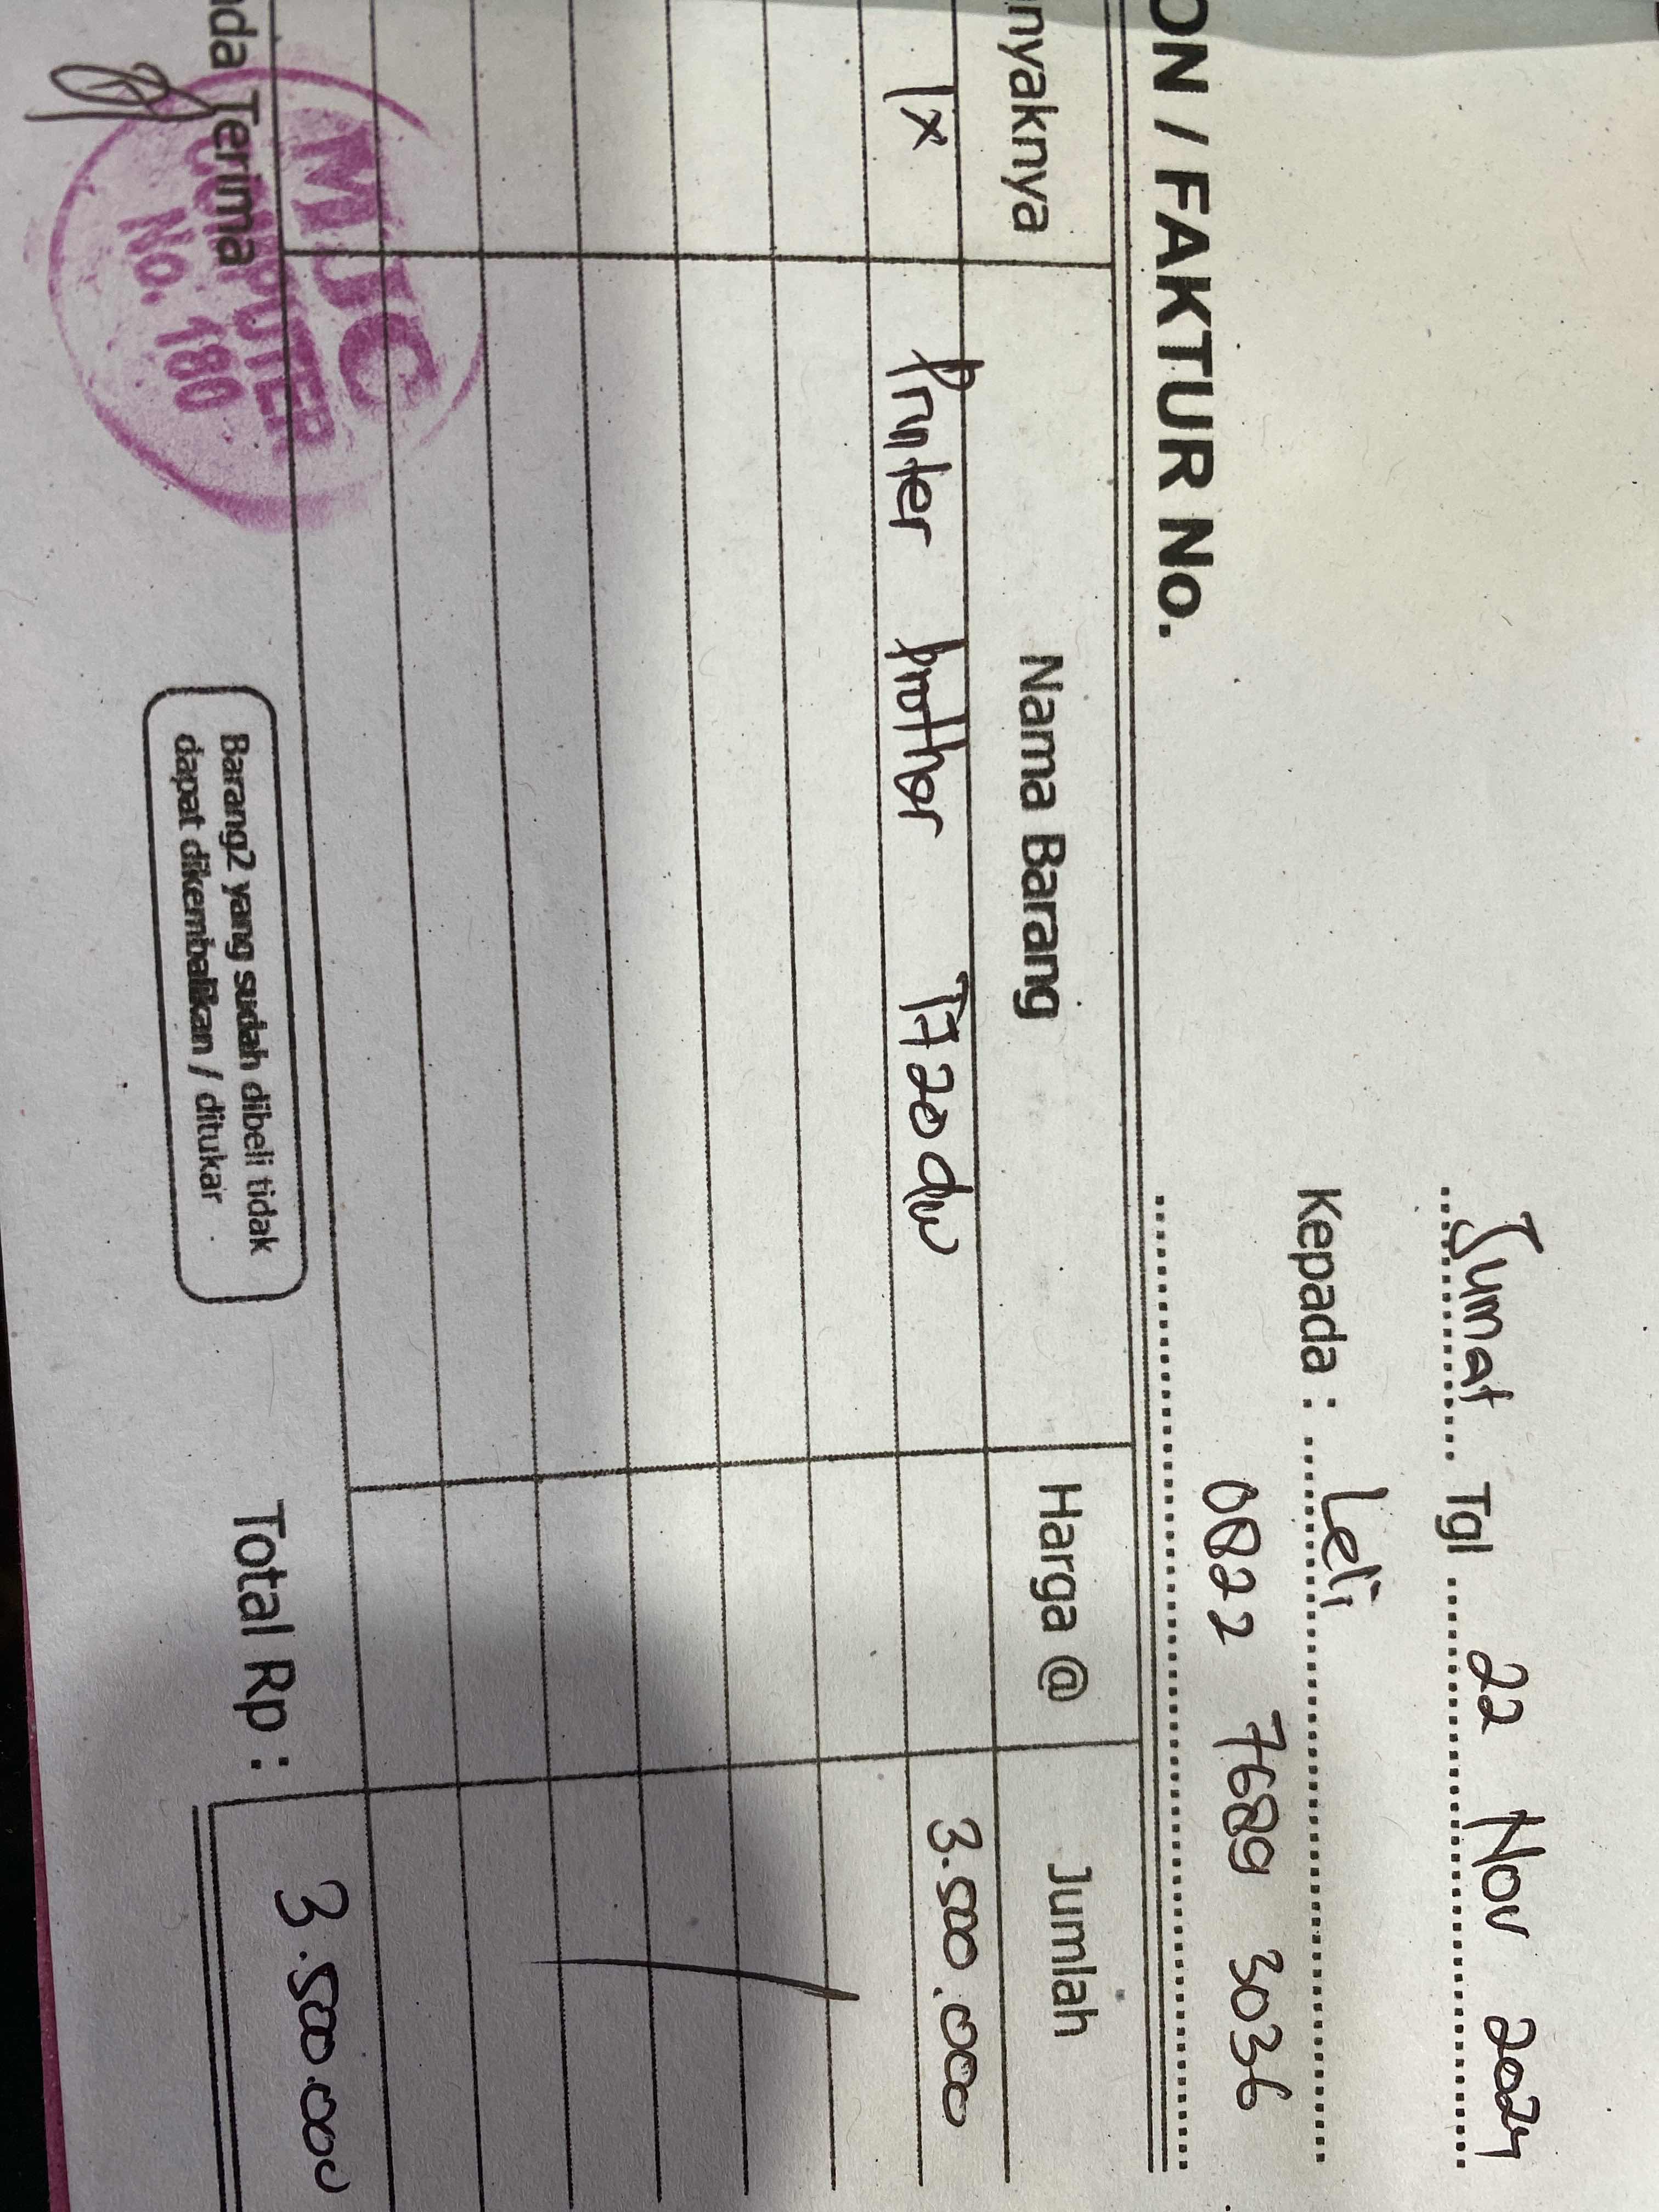 Jumat Tgl 22 Nov 2024
Kepada : Leli
0822 7689 3036
ON / FAKTUR No.
nyaknya Nama Barang Harga @ Jumlah
1x Printer brother T720dw 3.500.000
Total Rp : 3.500.000
nda Terima
MJC
COMPUTER
No. 180
Barang2 yang sudah dibeli tidak
dapat dikembalikan / ditukar